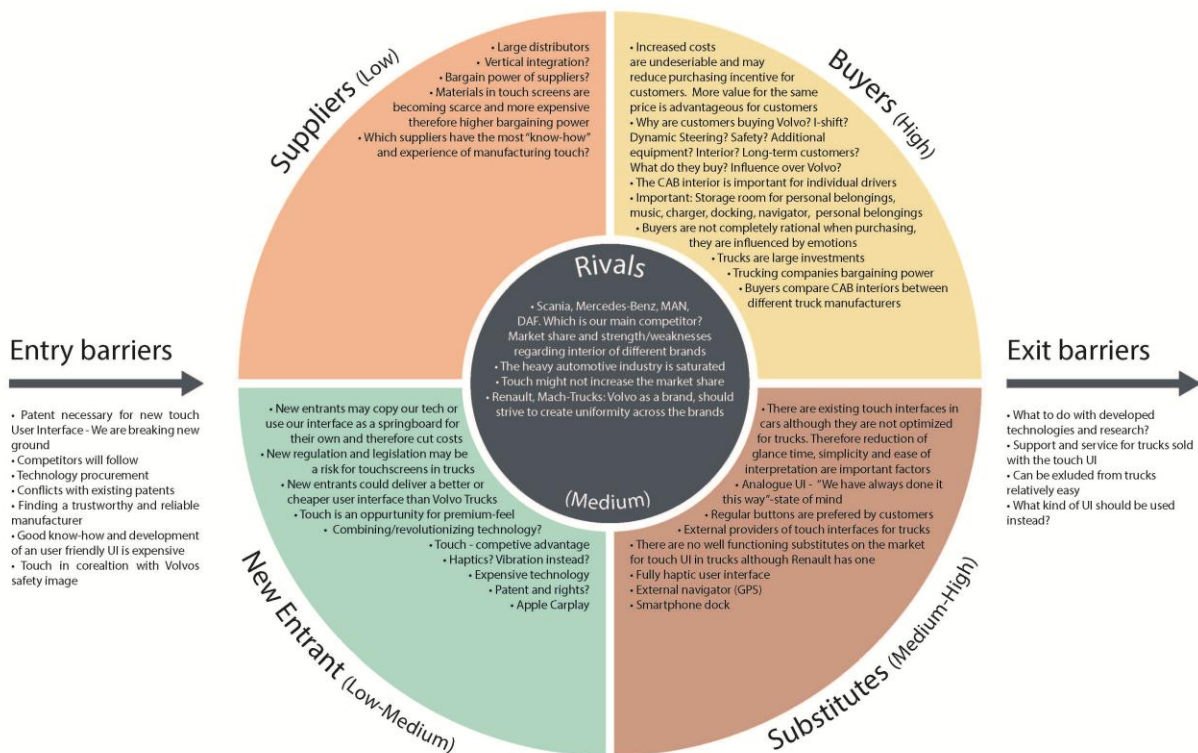 Suppliers (Low)
• Large distributors
• Vertical integration?
• Bargain power of suppliers?
• Materials in touch screens are
becoming scarce and more expensive
therefore higher bargaining power
• Which suppliers have the most "know-how"
and experience of manufacturing touch?
Buyers (High)
• Increased costs
are undeseriable and may
reduce purchasing incentive for
customers. More value for the same
price is advantageous for customers
• Why are customers buying Volvo? I-shift?
Dynamic Steering? Safety? Additional
equipment? Interior? Long-term customers?
What do they buy? Influence over Volvo?
• The CAB interior is important for individual drivers
• Important: Storage room for personal belongings,
music, charger, docking, navigator, personal belongings
• Buyers are not completely rational when purchasing,
they are influenced by emotions
• Trucks are large investments
• Trucking companies bargaining power
• Buyers compare CAB interiors between
different truck manufacturers
Rivals
• Scania, Mercedes-Benz, MAN,
DAF. Which is our main competitor?
Market share and strength/weaknesses
regarding interior of different brands
• The heavy automotive industry is saturated
• Touch might not increase the market share
• Renault, Mach-Trucks: Volvo as a brand, should
strive to create uniformity across the brands
(Medium)
Entry barriers
• Patent necessary for new touch
User Interface - We are breaking new
ground
• Competitors will follow
• Technology procurement
• Conflicts with existing patents
• Finding a trustworthy and reliable
manufacturer
• Good know-how and development
of an user friendly UI is expensive
• Touch in corealtion with Volvos
safety image
New Entrant (Low-Medium)
• New entrants may copy our tech or
use our interface as a springboard for
their own and therefore cut costs
• New regulation and legislation may be
a risk for touchscreens in trucks
• New entrants could deliver a better or
cheaper user interface than Volvo Trucks
• Touch is an opportunity for premium-feel
• Combining/revolutionizing technology?
• Touch - competive advantage
• Haptics? Vibration instead?
• Expensive technology
• Patent and rights?
• Apple Carplay
Substitutes (Medium-High)
• There are existing touch interfaces in
cars although they are not optimized
for trucks. Therefore reduction of
glance time, simplicity and ease of
interpretation are important factors
• Analogue UI - "We have always done it
this way"-state of mind
• Regular buttons are prefered by customers
• External providers of touch interfaces for trucks
• There are no well functioning substitutes on the market
for touch UI in trucks although Renault has one
• Fully haptic user interface
• External navigator (GPS)
• Smartphone dock
Exit barriers
• What to do with developed
technologies and research?
• Support and service for trucks sold
with the touch UI
• Can be exluded from trucks
relatively easy
• What kind of UI should be used
instead?